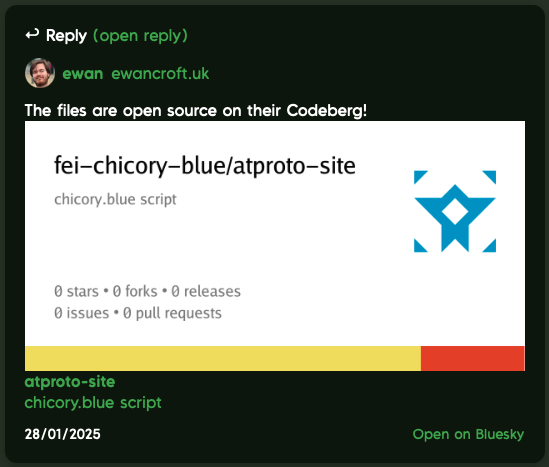 ↩ Reply (open reply)
ewan ewancroft.uk
The files are open source on their Codeberg!
fei-chicory-blue/atproto-site
chicory.blue script
0 stars • 0 forks • 0 releases
0 issues • 0 pull requests
atproto-site
chicory.blue script
28/01/2025 Open on Bluesky